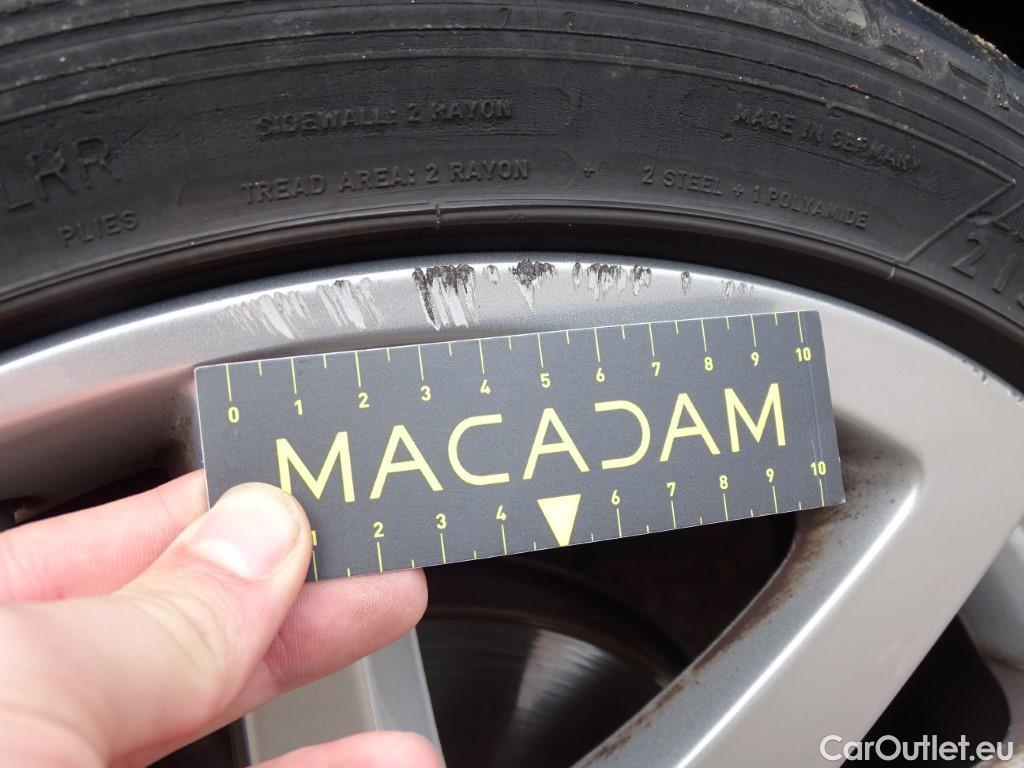 SIDEWALL: 2 RAYON
MADE IN GERMANY
LRR
TREAD AREA: 2 RAYON + 2 STEEL + 1 POLYAMIDE
PLIES
0 1 2 3 4 5 6 7 8 9 10
MACADAM
1 2 3 4 6 7 8 9 10
CarOutlet.eu